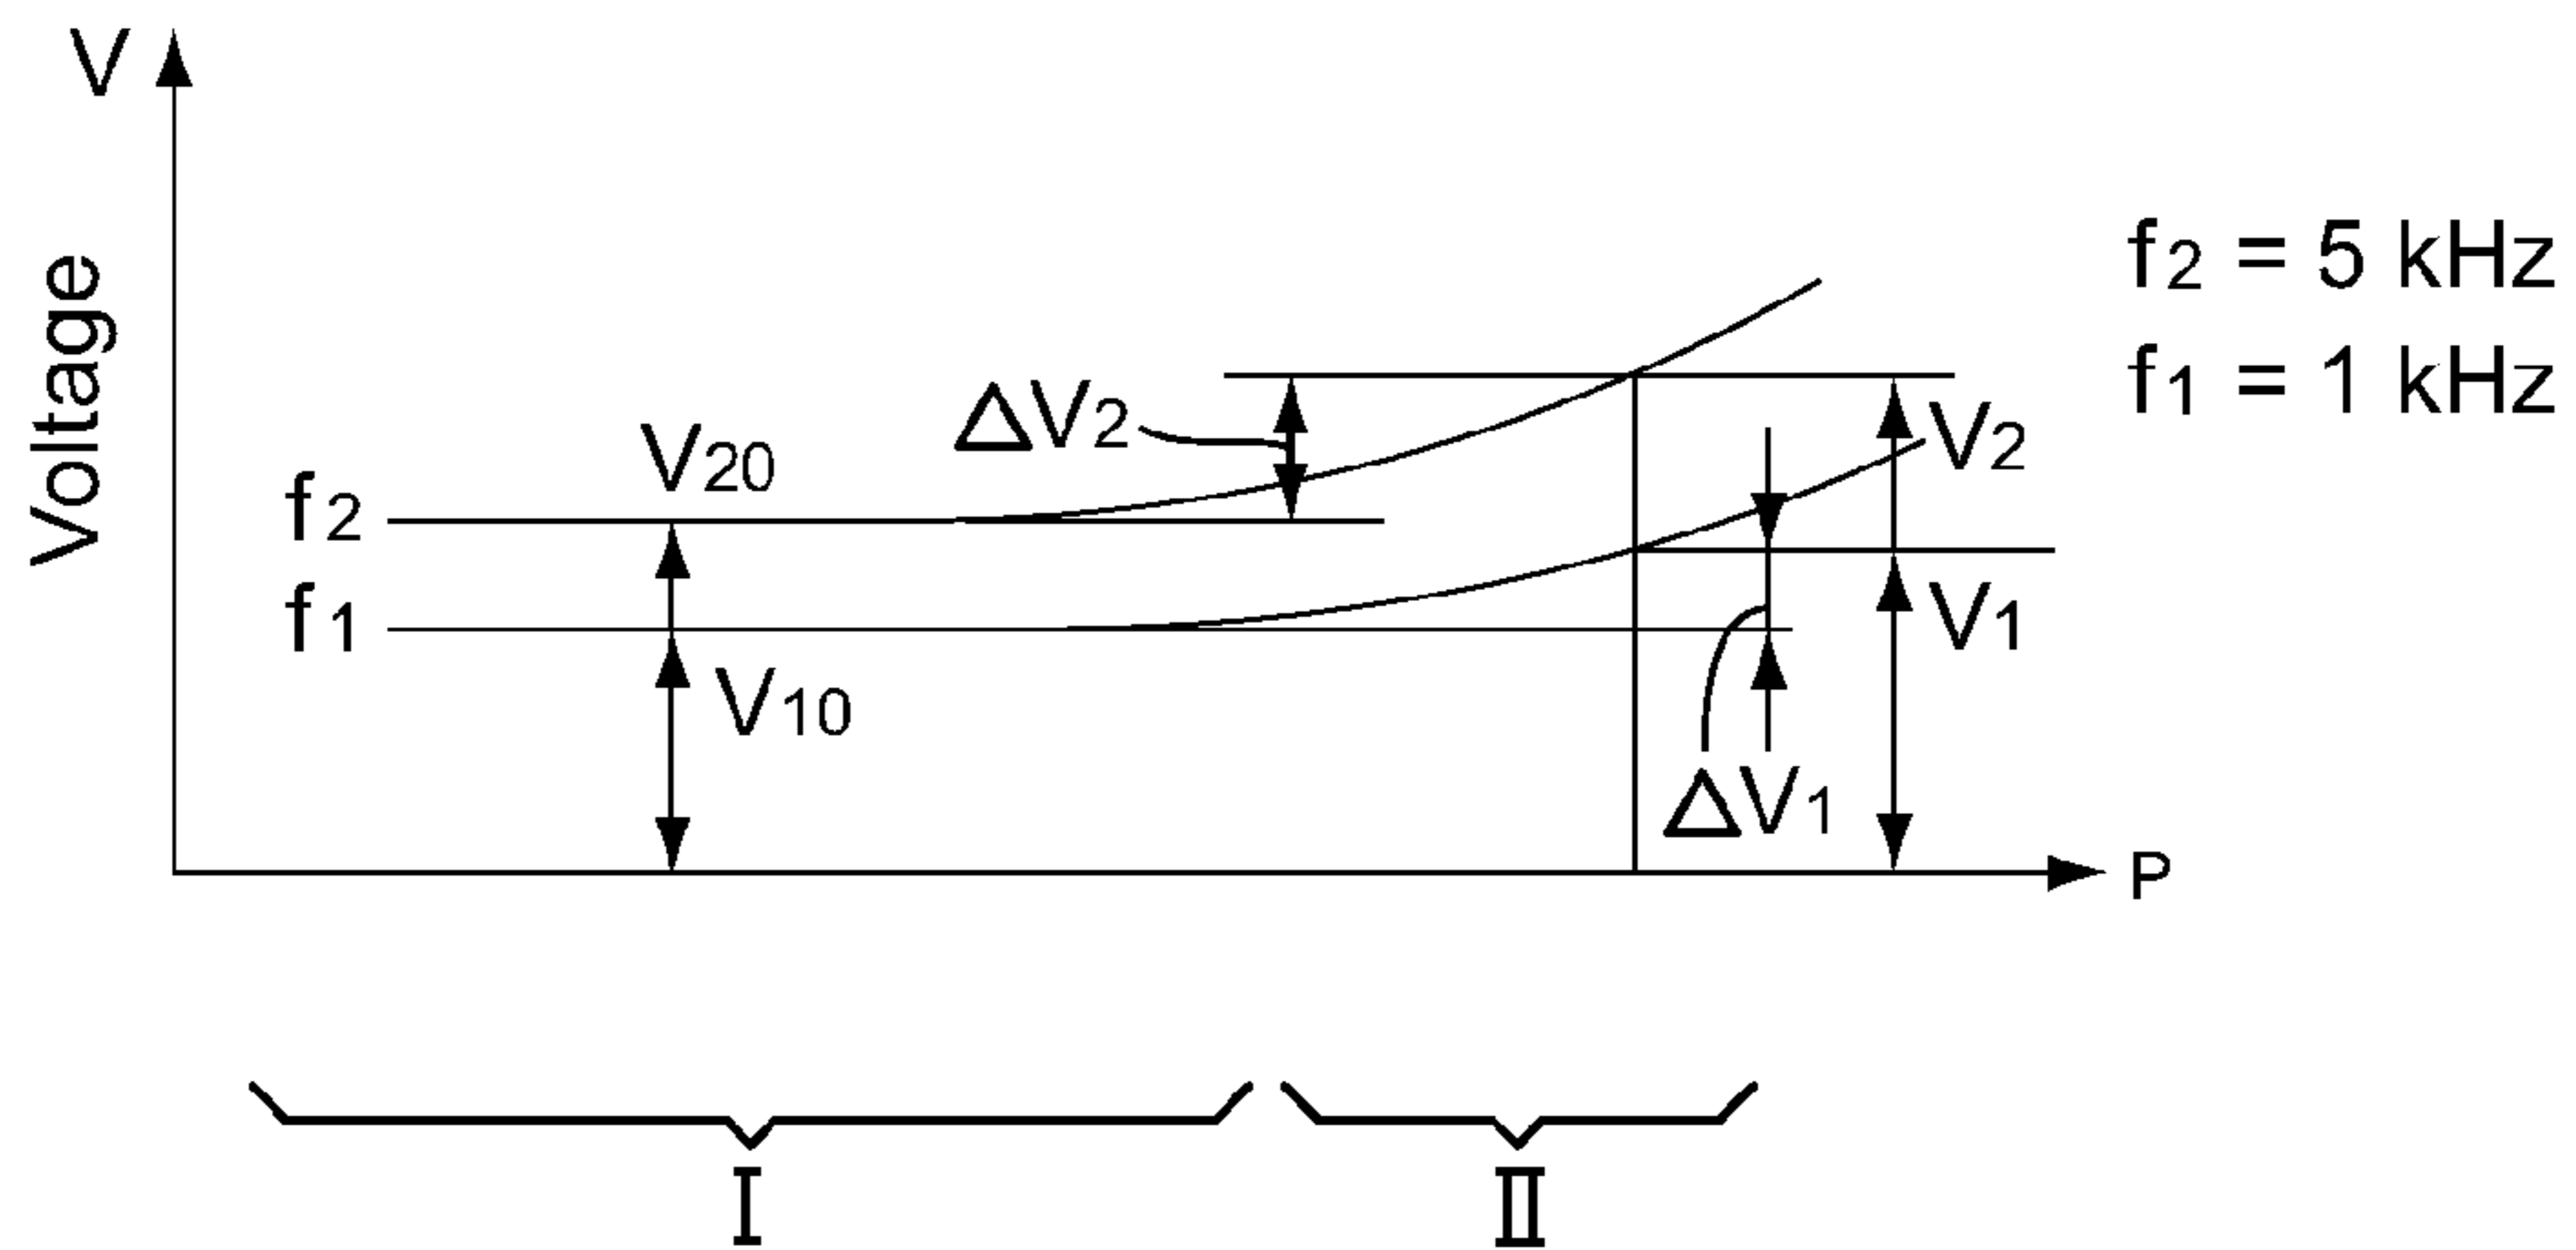 V
Voltage
f2 = 5 kHz
f1 = 1 kHz
ΔV2
V2
V20
f2
f1
V1
V10
ΔV1
P
I
II